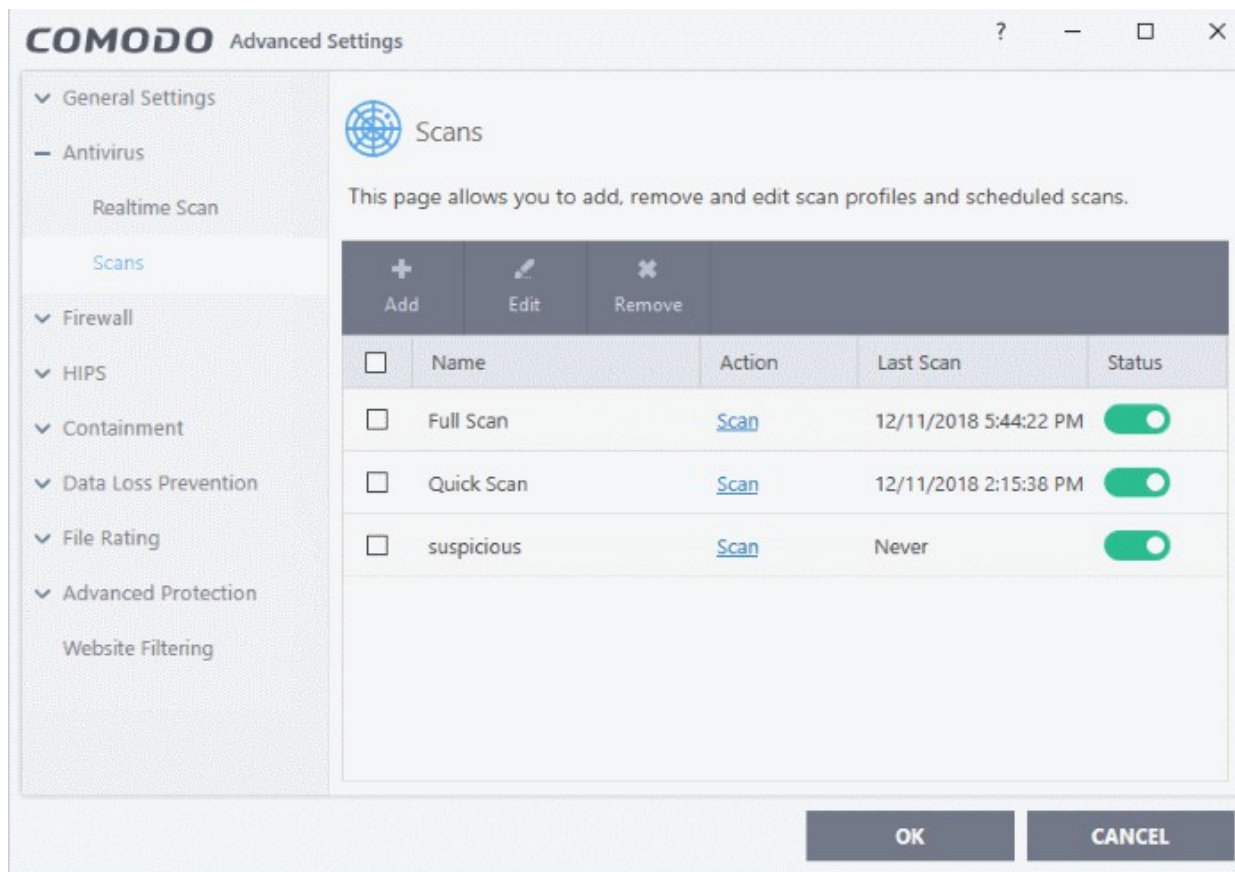 COMODO Advanced Settings ?
General Settings
Antivirus
Realtime Scan
Scans
Firewall
HIPS
Containment
Data Loss Prevention
File Rating
Advanced Protection
Website Filtering
Scans
This page allows you to add, remove and edit scan profiles and scheduled scans.
Add Edit Remove
Name Action Last Scan Status
Full Scan Scan 12/11/2018 5:44:22 PM
Quick Scan Scan 12/11/2018 2:15:38 PM
suspicious Scan Never
OK CANCEL